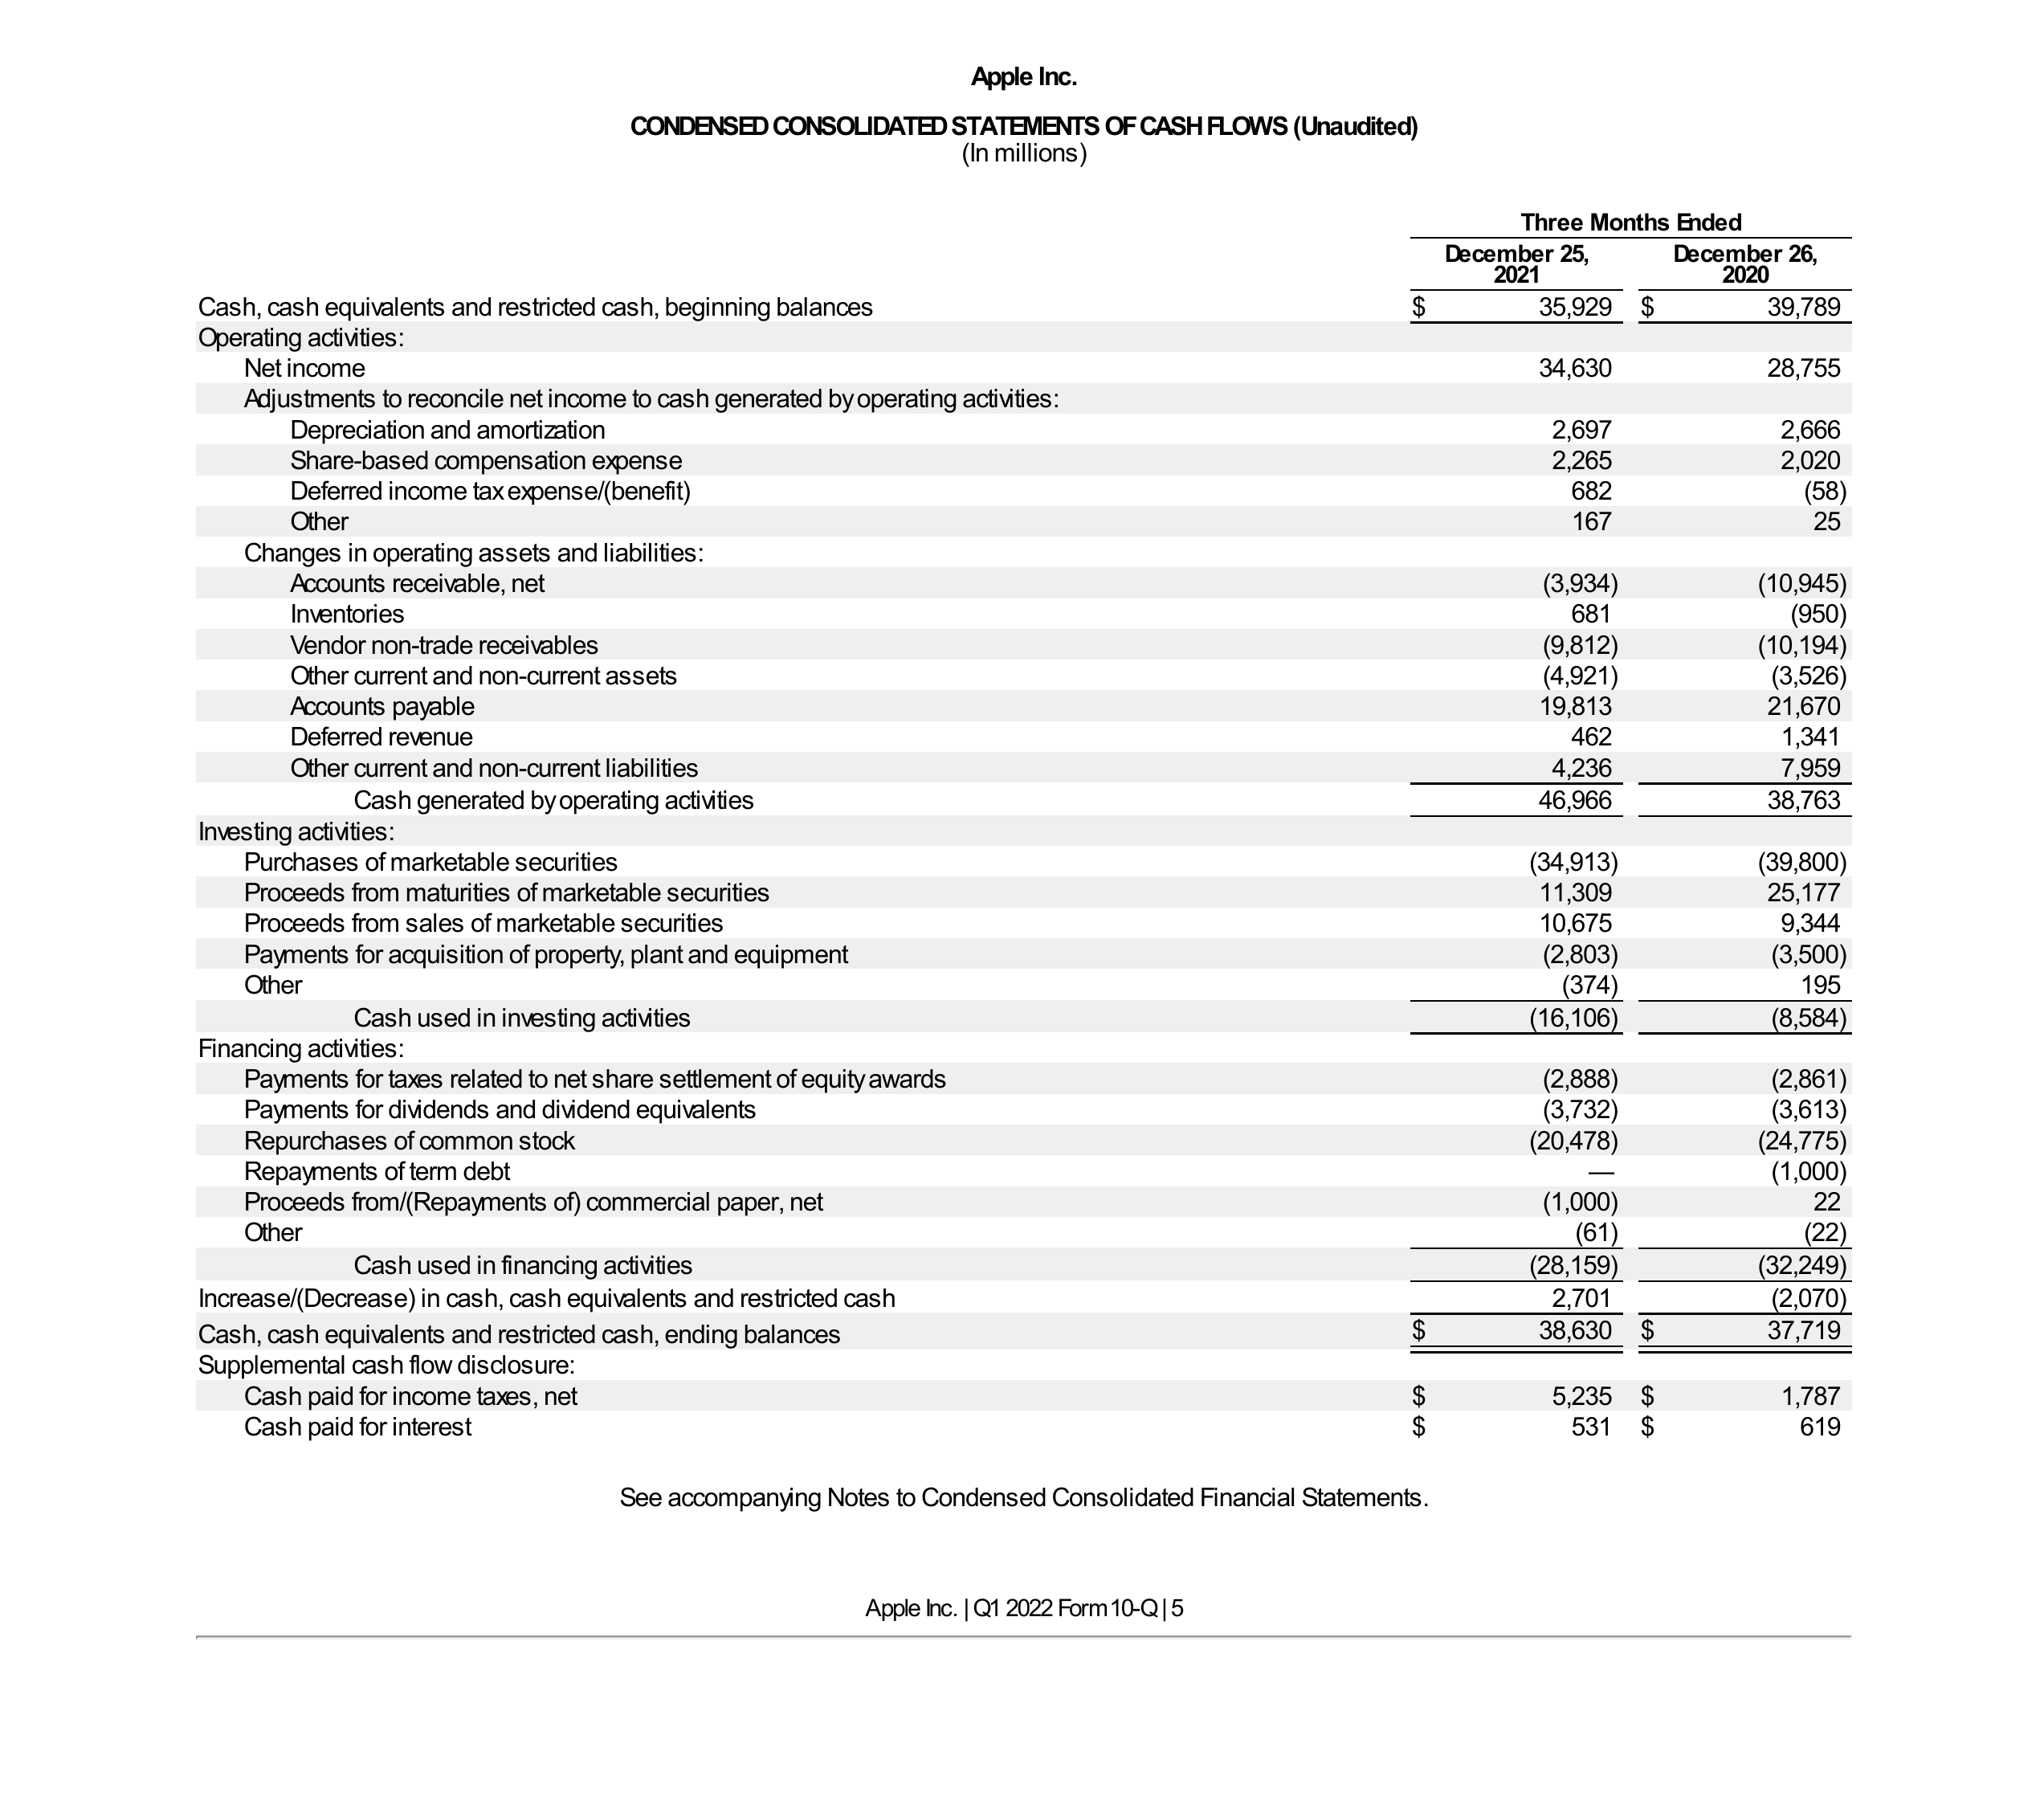 Apple Inc.
CONDENSED CONSOLIDATED STATEMENTS OF CASH FLOWS (Unaudited)
(In millions)
Three Months Ended
December 25, 2021 December 26, 2020
Cash, cash equivalents and restricted cash, beginning balances $ 35,929 $ 39,789
Operating activities:
Net income 34,630 28,755
Adjustments to reconcile net income to cash generated by operating activities:
Depreciation and amortization 2,697 2,666
Share-based compensation expense 2,265 2,020
Deferred income tax expense/(benefit) 682 (58)
Other 167 25
Changes in operating assets and liabilities:
Accounts receivable, net (3,934) (10,945)
Inventories 681 (950)
Vendor non-trade receivables (9,812) (10,194)
Other current and non-current assets (4,921) (3,526)
Accounts payable 19,813 21,670
Deferred revenue 462 1,341
Other current and non-current liabilities 4,236 7,959
Cash generated by operating activities 46,966 38,763
Investing activities:
Purchases of marketable securities (34,913) (39,800)
Proceeds from maturities of marketable securities 11,309 25,177
Proceeds from sales of marketable securities 10,675 9,344
Payments for acquisition of property, plant and equipment (2,803) (3,500)
Other (374) 195
Cash used in investing activities (16,106) (8,584)
Financing activities:
Payments for taxes related to net share settlement of equity awards (2,888) (2,861)
Payments for dividends and dividend equivalents (3,732) (3,613)
Repurchases of common stock (20,478) (24,775)
Repayments of term debt — (1,000)
Proceeds from/(Repayments of) commercial paper, net (1,000) 22
Other (61) (22)
Cash used in financing activities (28,159) (32,249)
Increase/(Decrease) in cash, cash equivalents and restricted cash 2,701 (2,070)
Cash, cash equivalents and restricted cash, ending balances $ 38,630 $ 37,719
Supplemental cash flow disclosure:
Cash paid for income taxes, net $ 5,235 $ 1,787
Cash paid for interest $ 531 $ 619
See accompanying Notes to Condensed Consolidated Financial Statements.
Apple Inc. | Q1 2022 Form 10-Q | 5